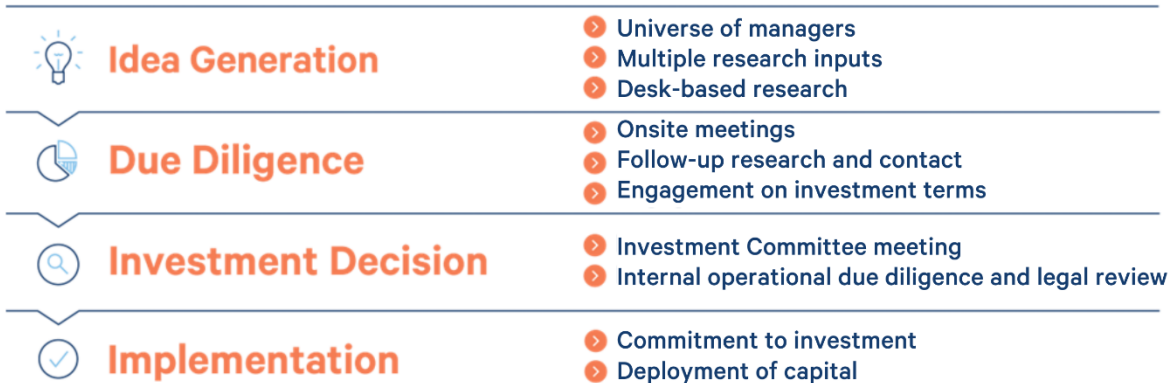 Idea Generation
Universe of managers
Multiple research inputs
Desk-based research
Due Diligence
Onsite meetings
Follow-up research and contact
Engagement on investment terms
Investment Decision
Investment Committee meeting
Internal operational due diligence and legal review
Implementation
Commitment to investment
Deployment of capital